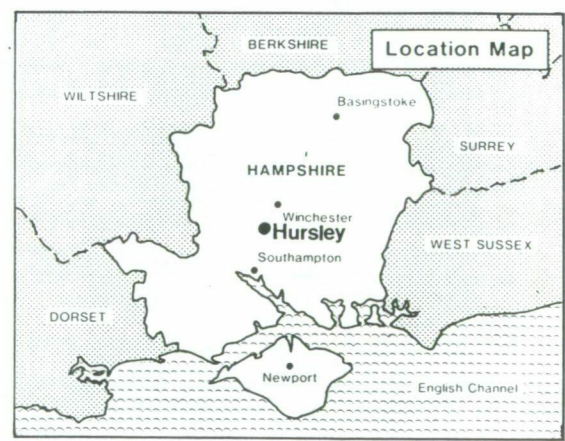 BERKSHIRE
Location Map
WILTSHIRE
Basingstoke
SURREY
HAMPSHIRE
Winchester
Hursley
WEST SUSSEX
Southampton
DORSET
Newport
English Channel